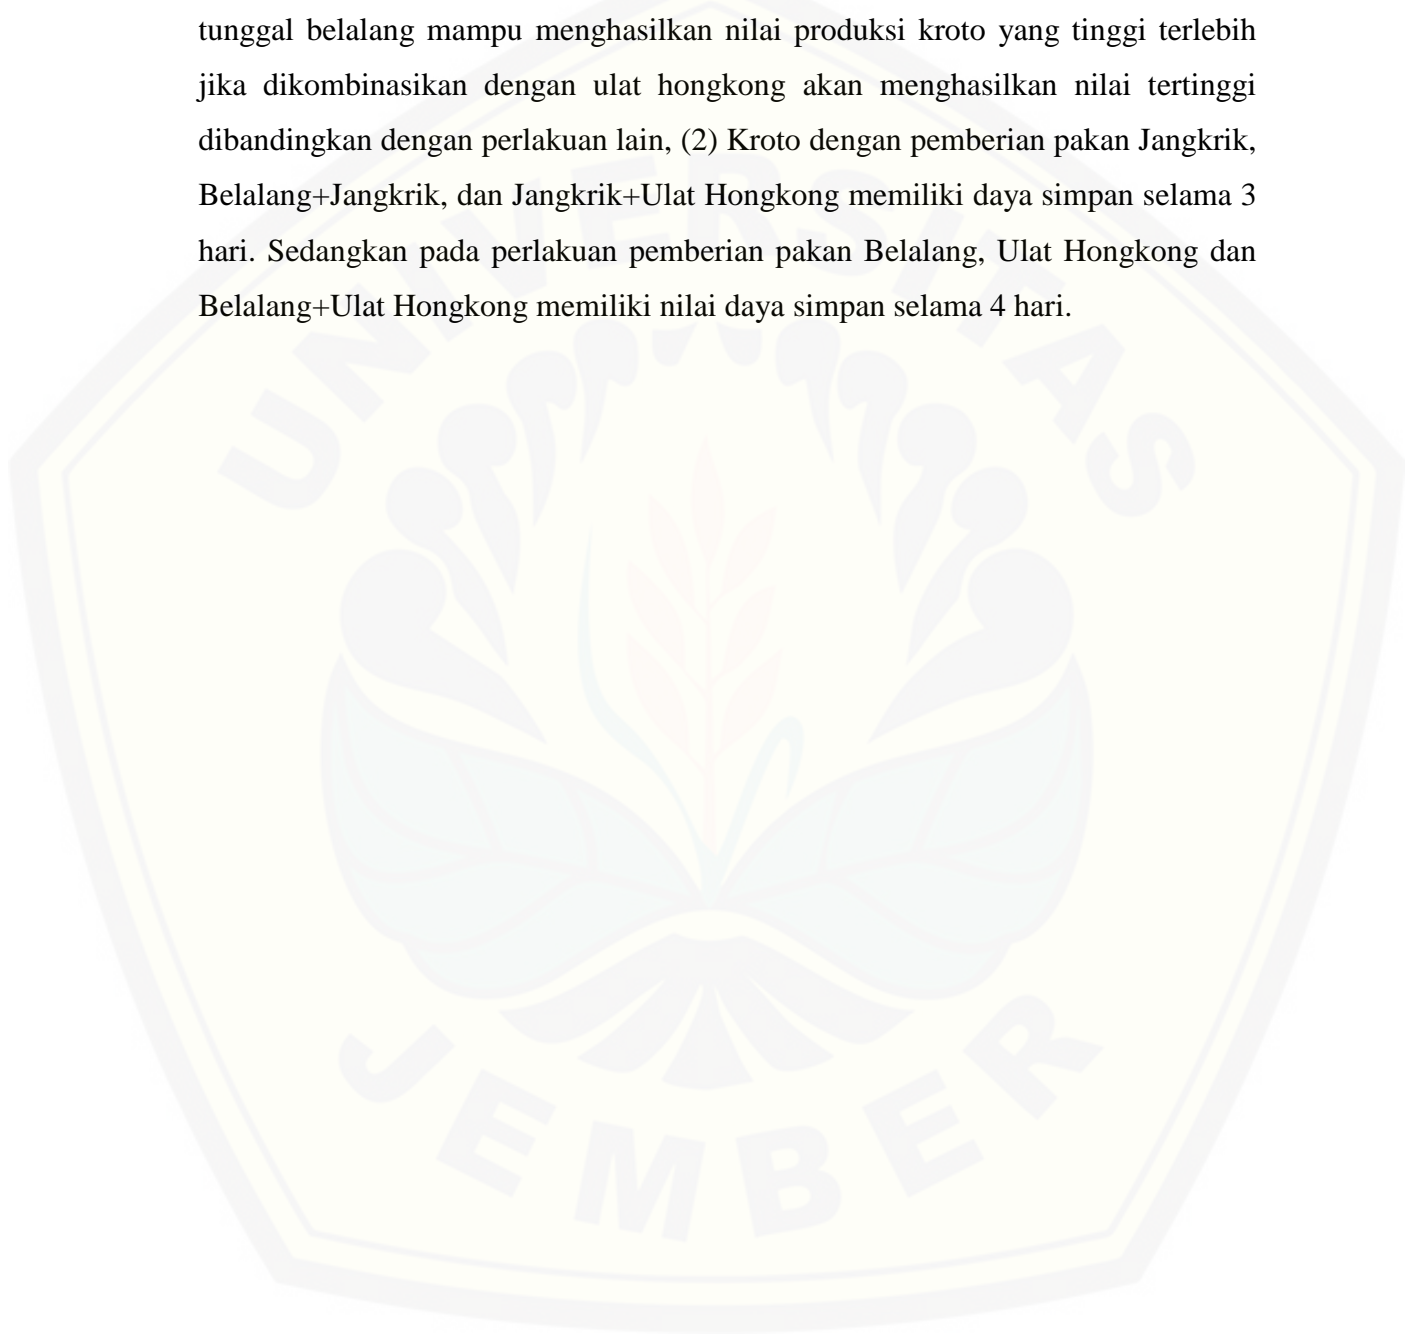 tunggal belalang mampu menghasilkan nilai produksi kroto yang tinggi terlebih
jika dikombinasikan dengan ulat hongkong akan menghasilkan nilai tertinggi
dibandingkan dengan perlakuan lain, (2) Kroto dengan pemberian pakan Jangkrik,
Belalang+Jangkrik, dan Jangkrik+Ulat Hongkong memiliki daya simpan selama 3
hari. Sedangkan pada perlakuan pemberian pakan Belalang, Ulat Hongkong dan
Belalang+Ulat Hongkong memiliki nilai daya simpan selama 4 hari.
UNIVERSITAS
JEMBER